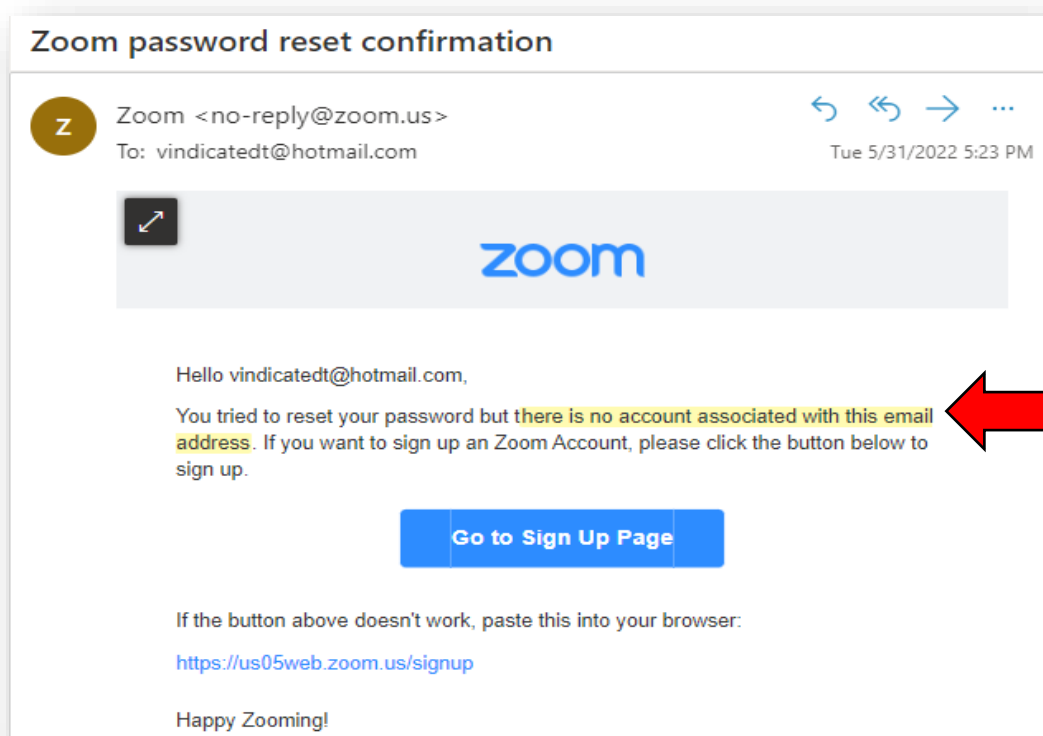 Zoom password reset confirmation
Z
Zoom <no-reply@zoom.us>
To: vindicatedt@hotmail.com
Tue 5/31/2022 5:23 PM
zoom
Hello vindicatedt@hotmail.com,
You tried to reset your password but there is no account associated with this email
address. If you want to sign up an Zoom Account, please click the button below to
sign up.
Go to Sign Up Page
If the button above doesn't work, paste this into your browser:
https://us05web.zoom.us/signup
Happy Zooming!